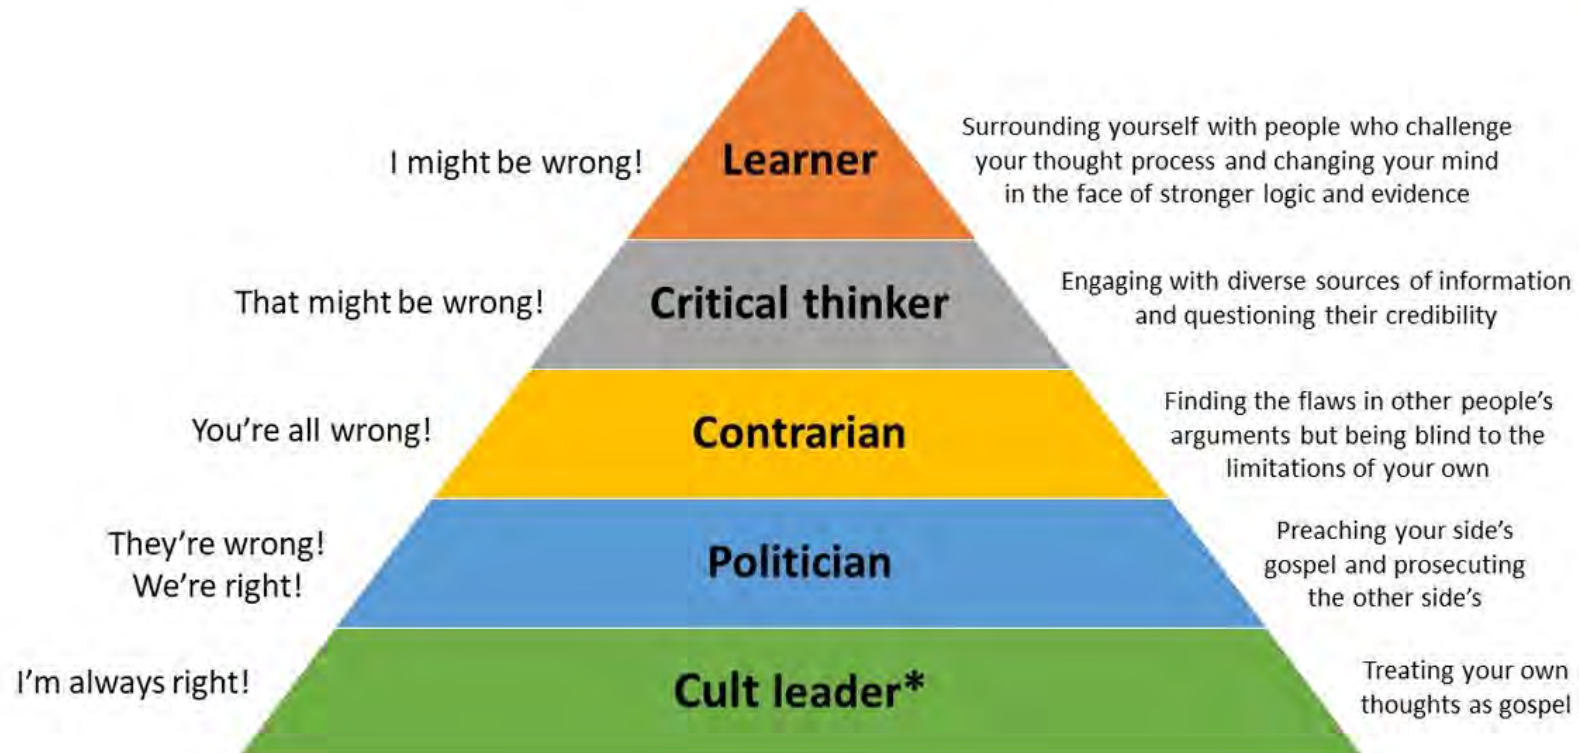 I might be wrong!
Learner
Surrounding yourself with people who challenge
your thought process and changing your mind
in the face of stronger logic and evidence
That might be wrong!
Critical thinker
Engaging with diverse sources of information
and questioning their credibility
You're all wrong!
Contrarian
Finding the flaws in other people's
arguments but being blind to the
limitations of your own
They're wrong!
We're right!
Politician
Preaching your side's
gospel and prosecuting
the other side's
I'm always right!
Cult leader*
Treating your own
thoughts as gospel